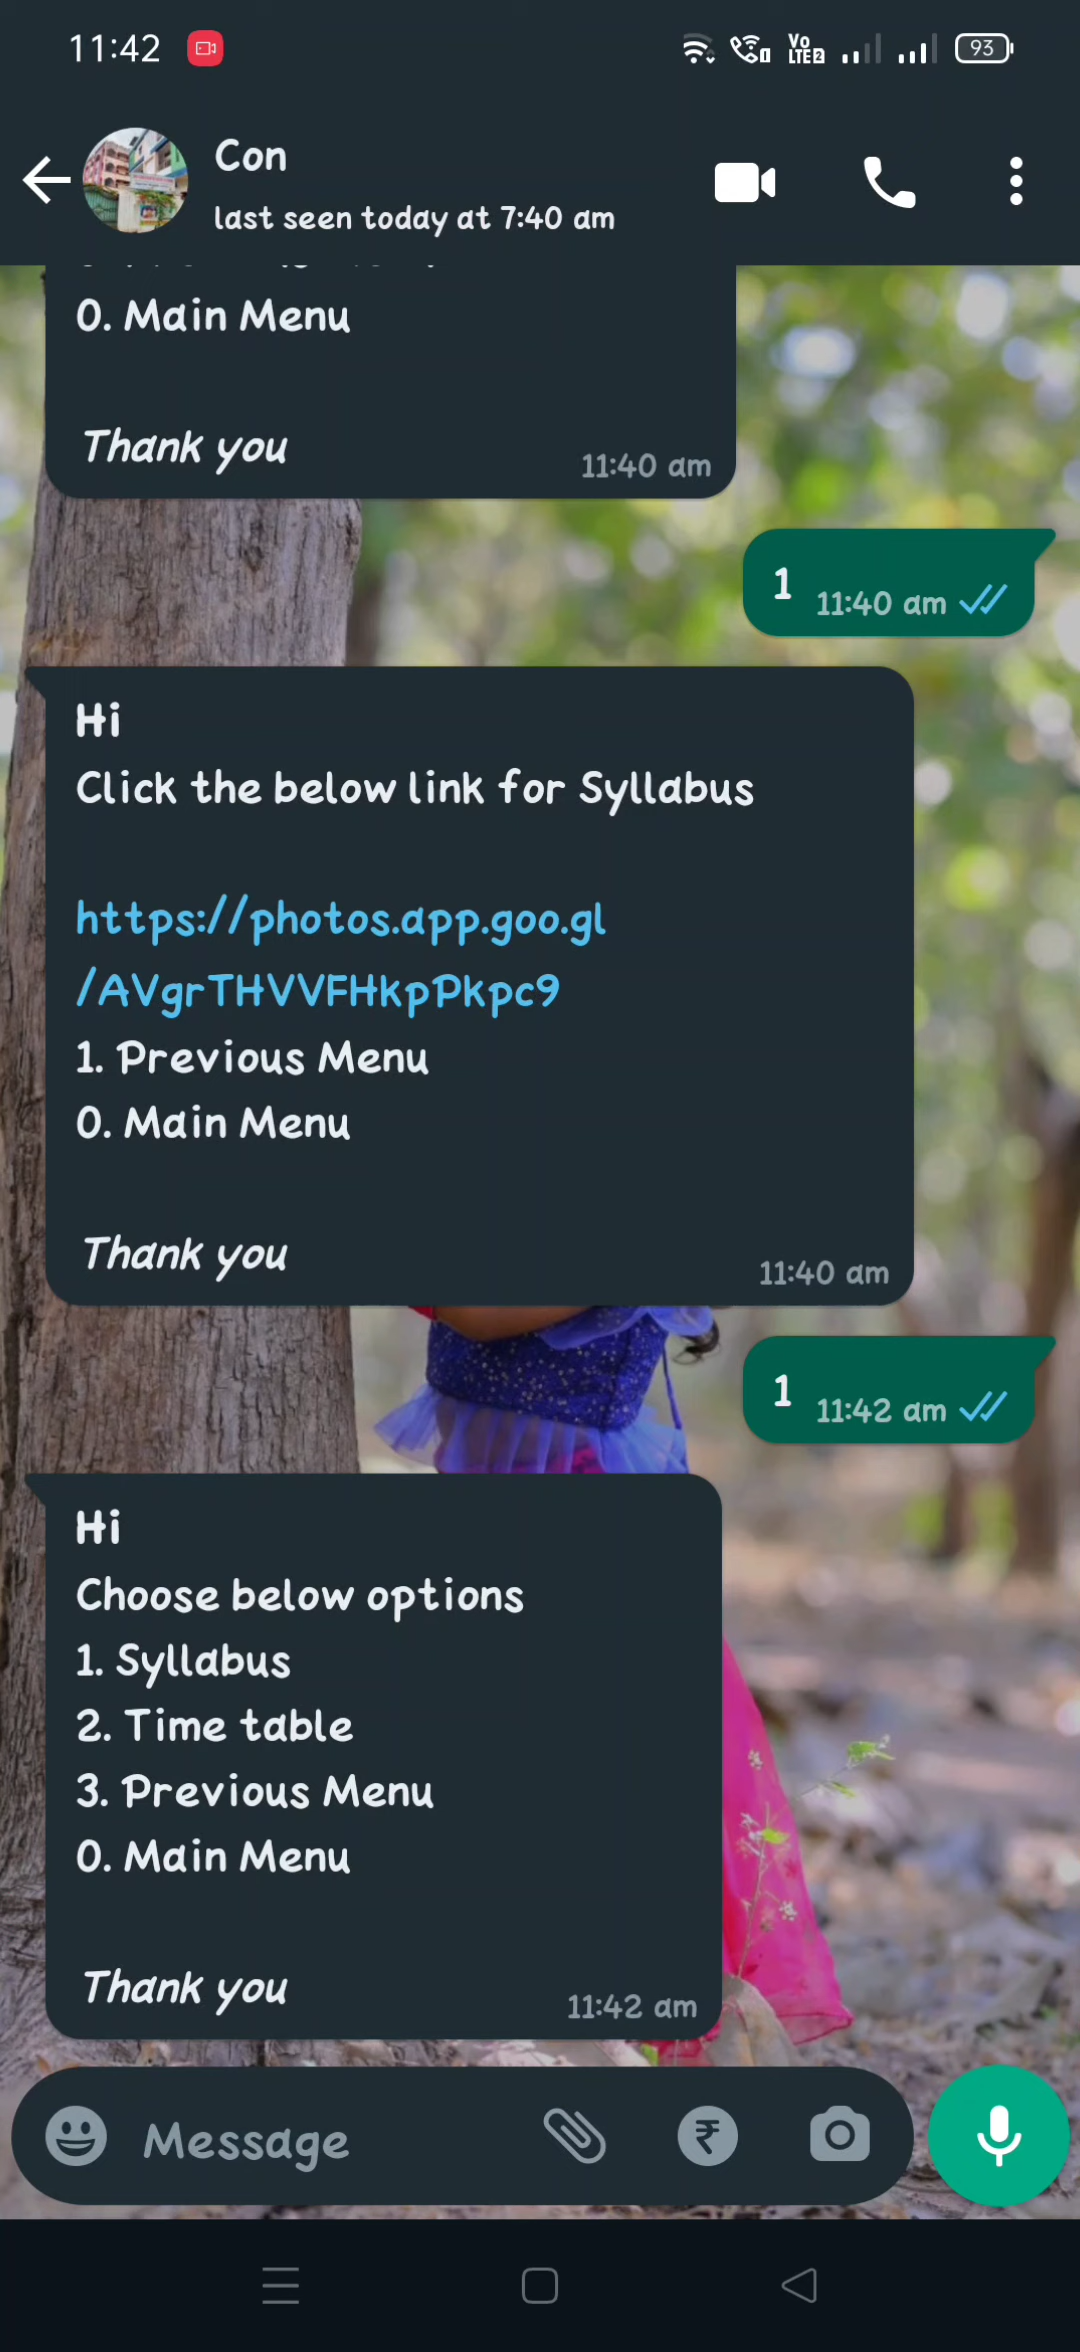 11:42
Vo
LTE2
93
Con
last seen today at 7:40 am
0. Main Menu
Thank you
11:40 am
1
11:40 am
Hi
Click the below link for Syllabus
https://photos.app.goo.gl
/AVgrTHVVFHkpPkpc9
1. Previous Menu
0. Main Menu
Thank you
11:40 am
1
11:42 am
Hi
Choose below options
1. Syllabus
2. Time table
3. Previous Menu
0. Main Menu
Thank you
11:42 am
Message